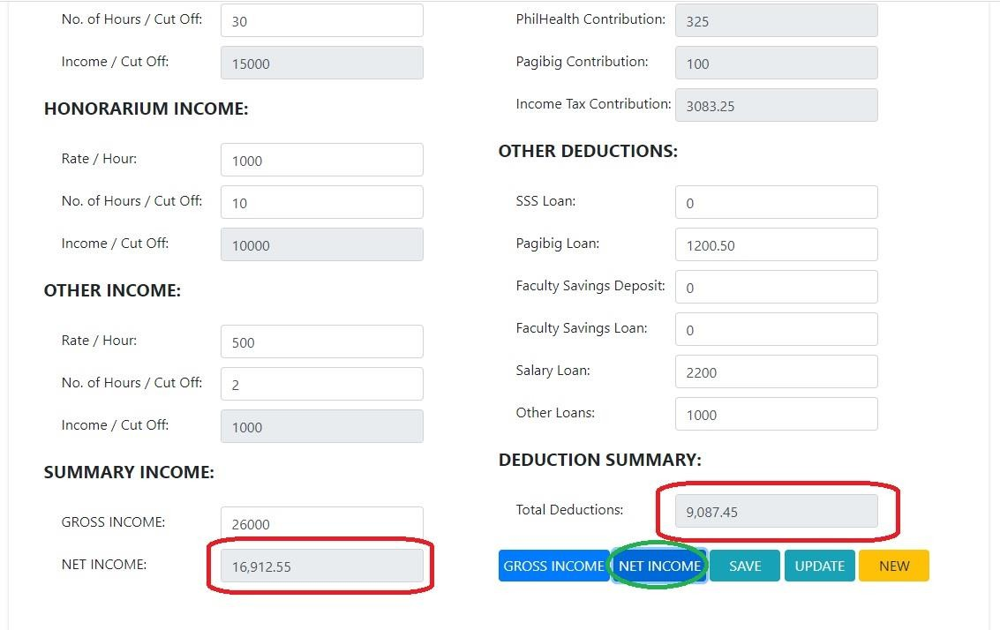 No. of Hours / Cut Off: 30
Income / Cut Off: 15000
HONORARIUM INCOME:
Rate / Hour: 1000
No. of Hours / Cut Off: 10
Income / Cut Off: 10000
OTHER INCOME:
Rate / Hour: 500
No. of Hours / Cut Off: 2
Income / Cut Off: 1000
SUMMARY INCOME:
GROSS INCOME: 26000
NET INCOME: 16,912.55
PhilHealth Contribution: 325
Pagibig Contribution: 100
Income Tax Contribution: 3083.25
OTHER DEDUCTIONS:
SSS Loan: 0
Pagibig Loan: 1200.50
Faculty Savings Deposit: 0
Faculty Savings Loan: 0
Salary Loan: 2200
Other Loans: 1000
DEDUCTION SUMMARY:
Total Deductions: 9,087.45
GROSS INCOME NET INCOME SAVE UPDATE NEW